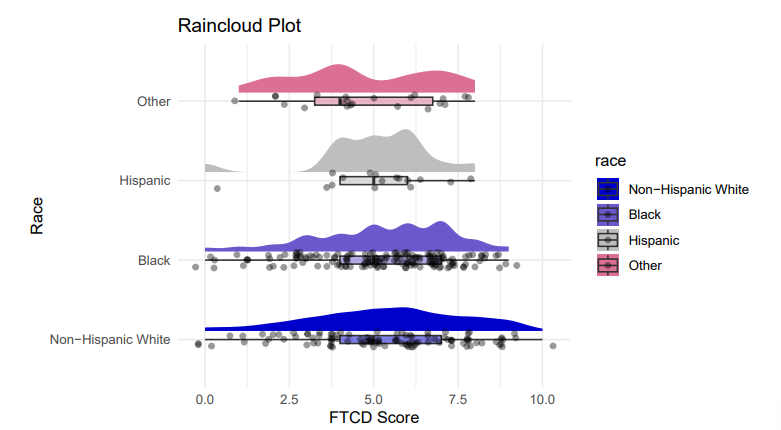 Raincloud Plot
Race
Other
Hispanic
Black
Non−Hispanic White
0.0 2.5 5.0 7.5 10.0
FTCD Score
race
Non−Hispanic White
Black
Hispanic
Other